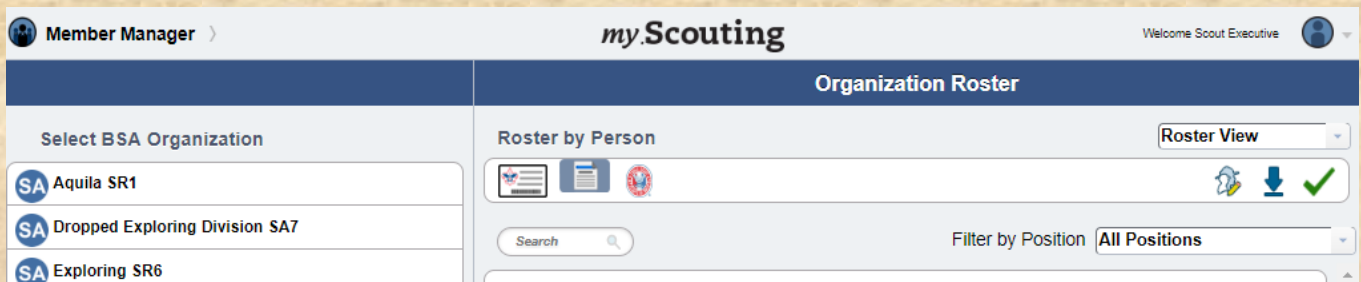 Member Manager
my.Scouting
Welcome Scout Executive
Organization Roster
Select BSA Organization
Roster by Person
Roster View
SA Aquila SR1
SA Dropped Exploring Division SA7
Search
Filter by Position All Positions
SA Exploring SR6